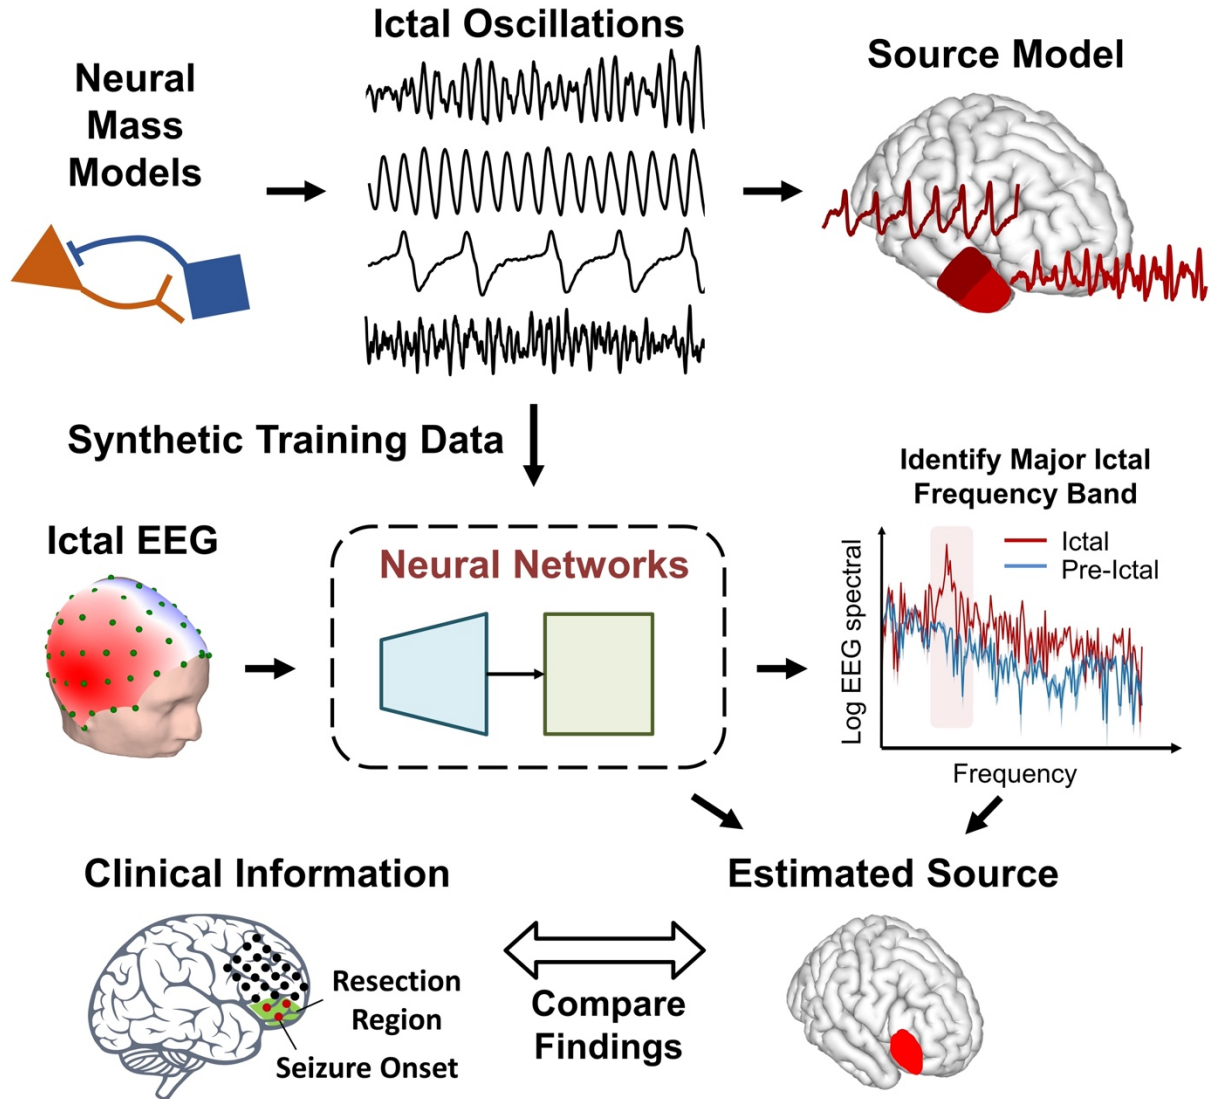 Ictal Oscillations
Neural
Mass
Models
Source Model
Synthetic Training Data
Identify Major Ictal
Frequency Band
Ictal EEG
Neural Networks
Ictal
Pre-Ictal
Log EEG spectral
Frequency
Clinical Information
Estimated Source
Resection
Region
Seizure Onset
Compare
Findings